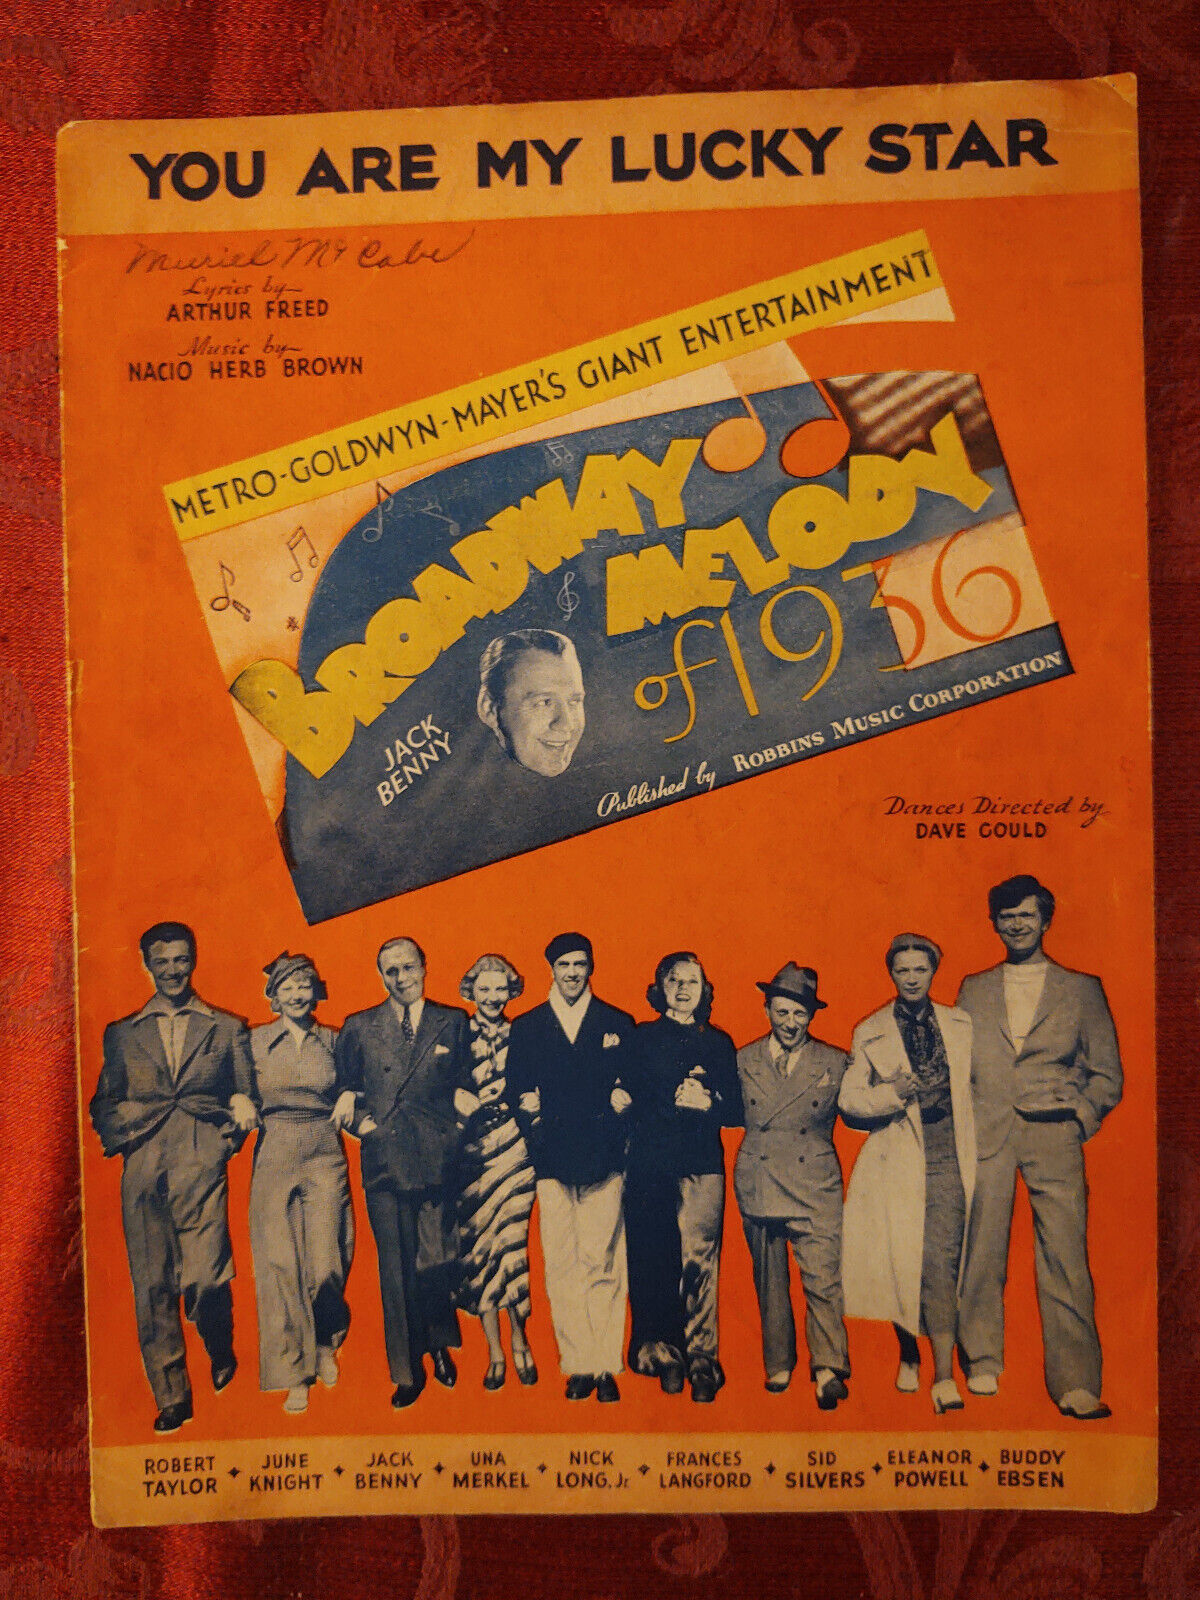 YOU ARE MY LUCKY STAR
Muriel McCabe
Lyrics by
ARTHUR FREED
Music by
NACIO HERB BROWN
METRO-GOLDWYN-MAYER'S GIANT ENTERTAINMENT
BROADWAY
MELODY
of 1936
JACK
BENNY
Published by ROBBINS MUSIC CORPORATION
Dances Directed by
DAVE GOULD
ROBERT TAYLOR
JUNE KNIGHT
JACK BENNY
UNA MERKEL
NICK LONG, Jr
FRANCES LANGFORD
SID SILVERS
ELEANOR POWELL
BUDDY EBSEN